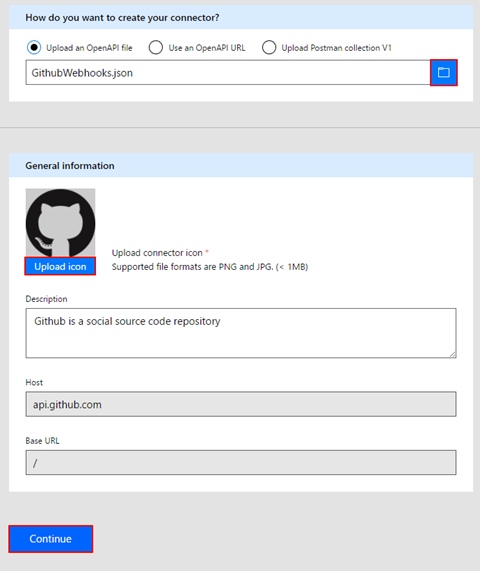 How do you want to create your connector?
Upload an OpenAPI file Use an OpenAPI URL Upload Postman collection V1
GithubWebhooks.json
General information
Upload icon
Upload connector icon *
Supported file formats are PNG and JPG. (< 1MB)
Description
Github is a social source code repository
Host
api.github.com
Base URL
/
Continue